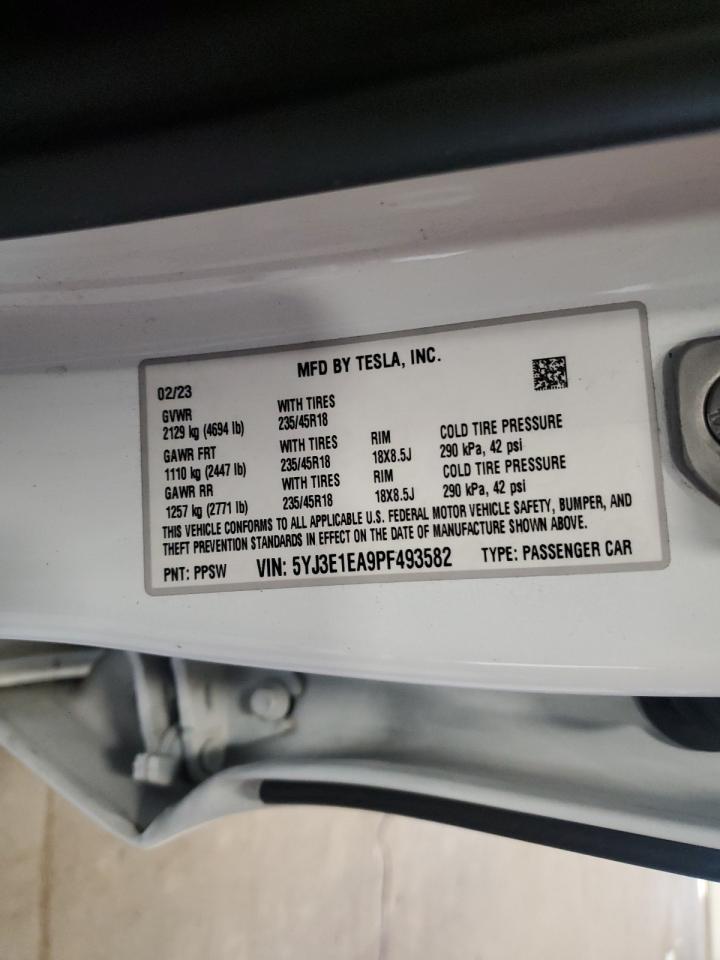 MFD BY TESLA, INC.
02/23
GVWR WITH TIRES
2129 kg (4694 lb) 235/45R18
GAWR FRT WITH TIRES RIM COLD TIRE PRESSURE
1110 kg (2447 lb) 235/45R18 18X8.5J 290 kPa, 42 psi
GAWR RR WITH TIRES RIM COLD TIRE PRESSURE
1257 kg (2771 lb) 235/45R18 18X8.5J 290 kPa, 42 psi
THIS VEHICLE CONFORMS TO ALL APPLICABLE U.S. FEDERAL MOTOR VEHICLE SAFETY, BUMPER, AND
THEFT PREVENTION STANDARDS IN EFFECT ON THE DATE OF MANUFACTURE SHOWN ABOVE.
PNT: PPSW VIN: 5YJ3E1EA9PF493582 TYPE: PASSENGER CAR